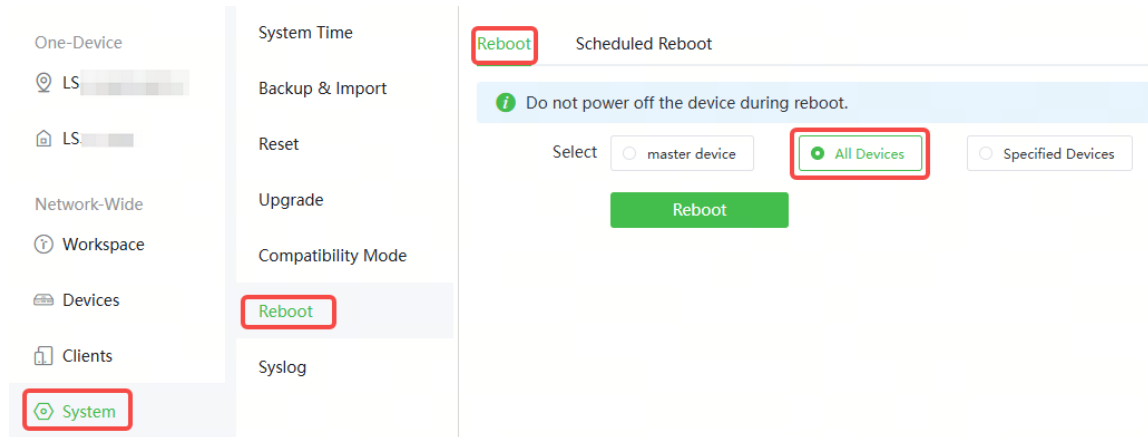 One-Device
LS
LS
Network-Wide
Workspace
Devices
Clients
System
System Time
Backup & Import
Reset
Upgrade
Compatibility Mode
Reboot
Syslog
Reboot Scheduled Reboot
Do not power off the device during reboot.
Select master device All Devices Specified Devices
Reboot